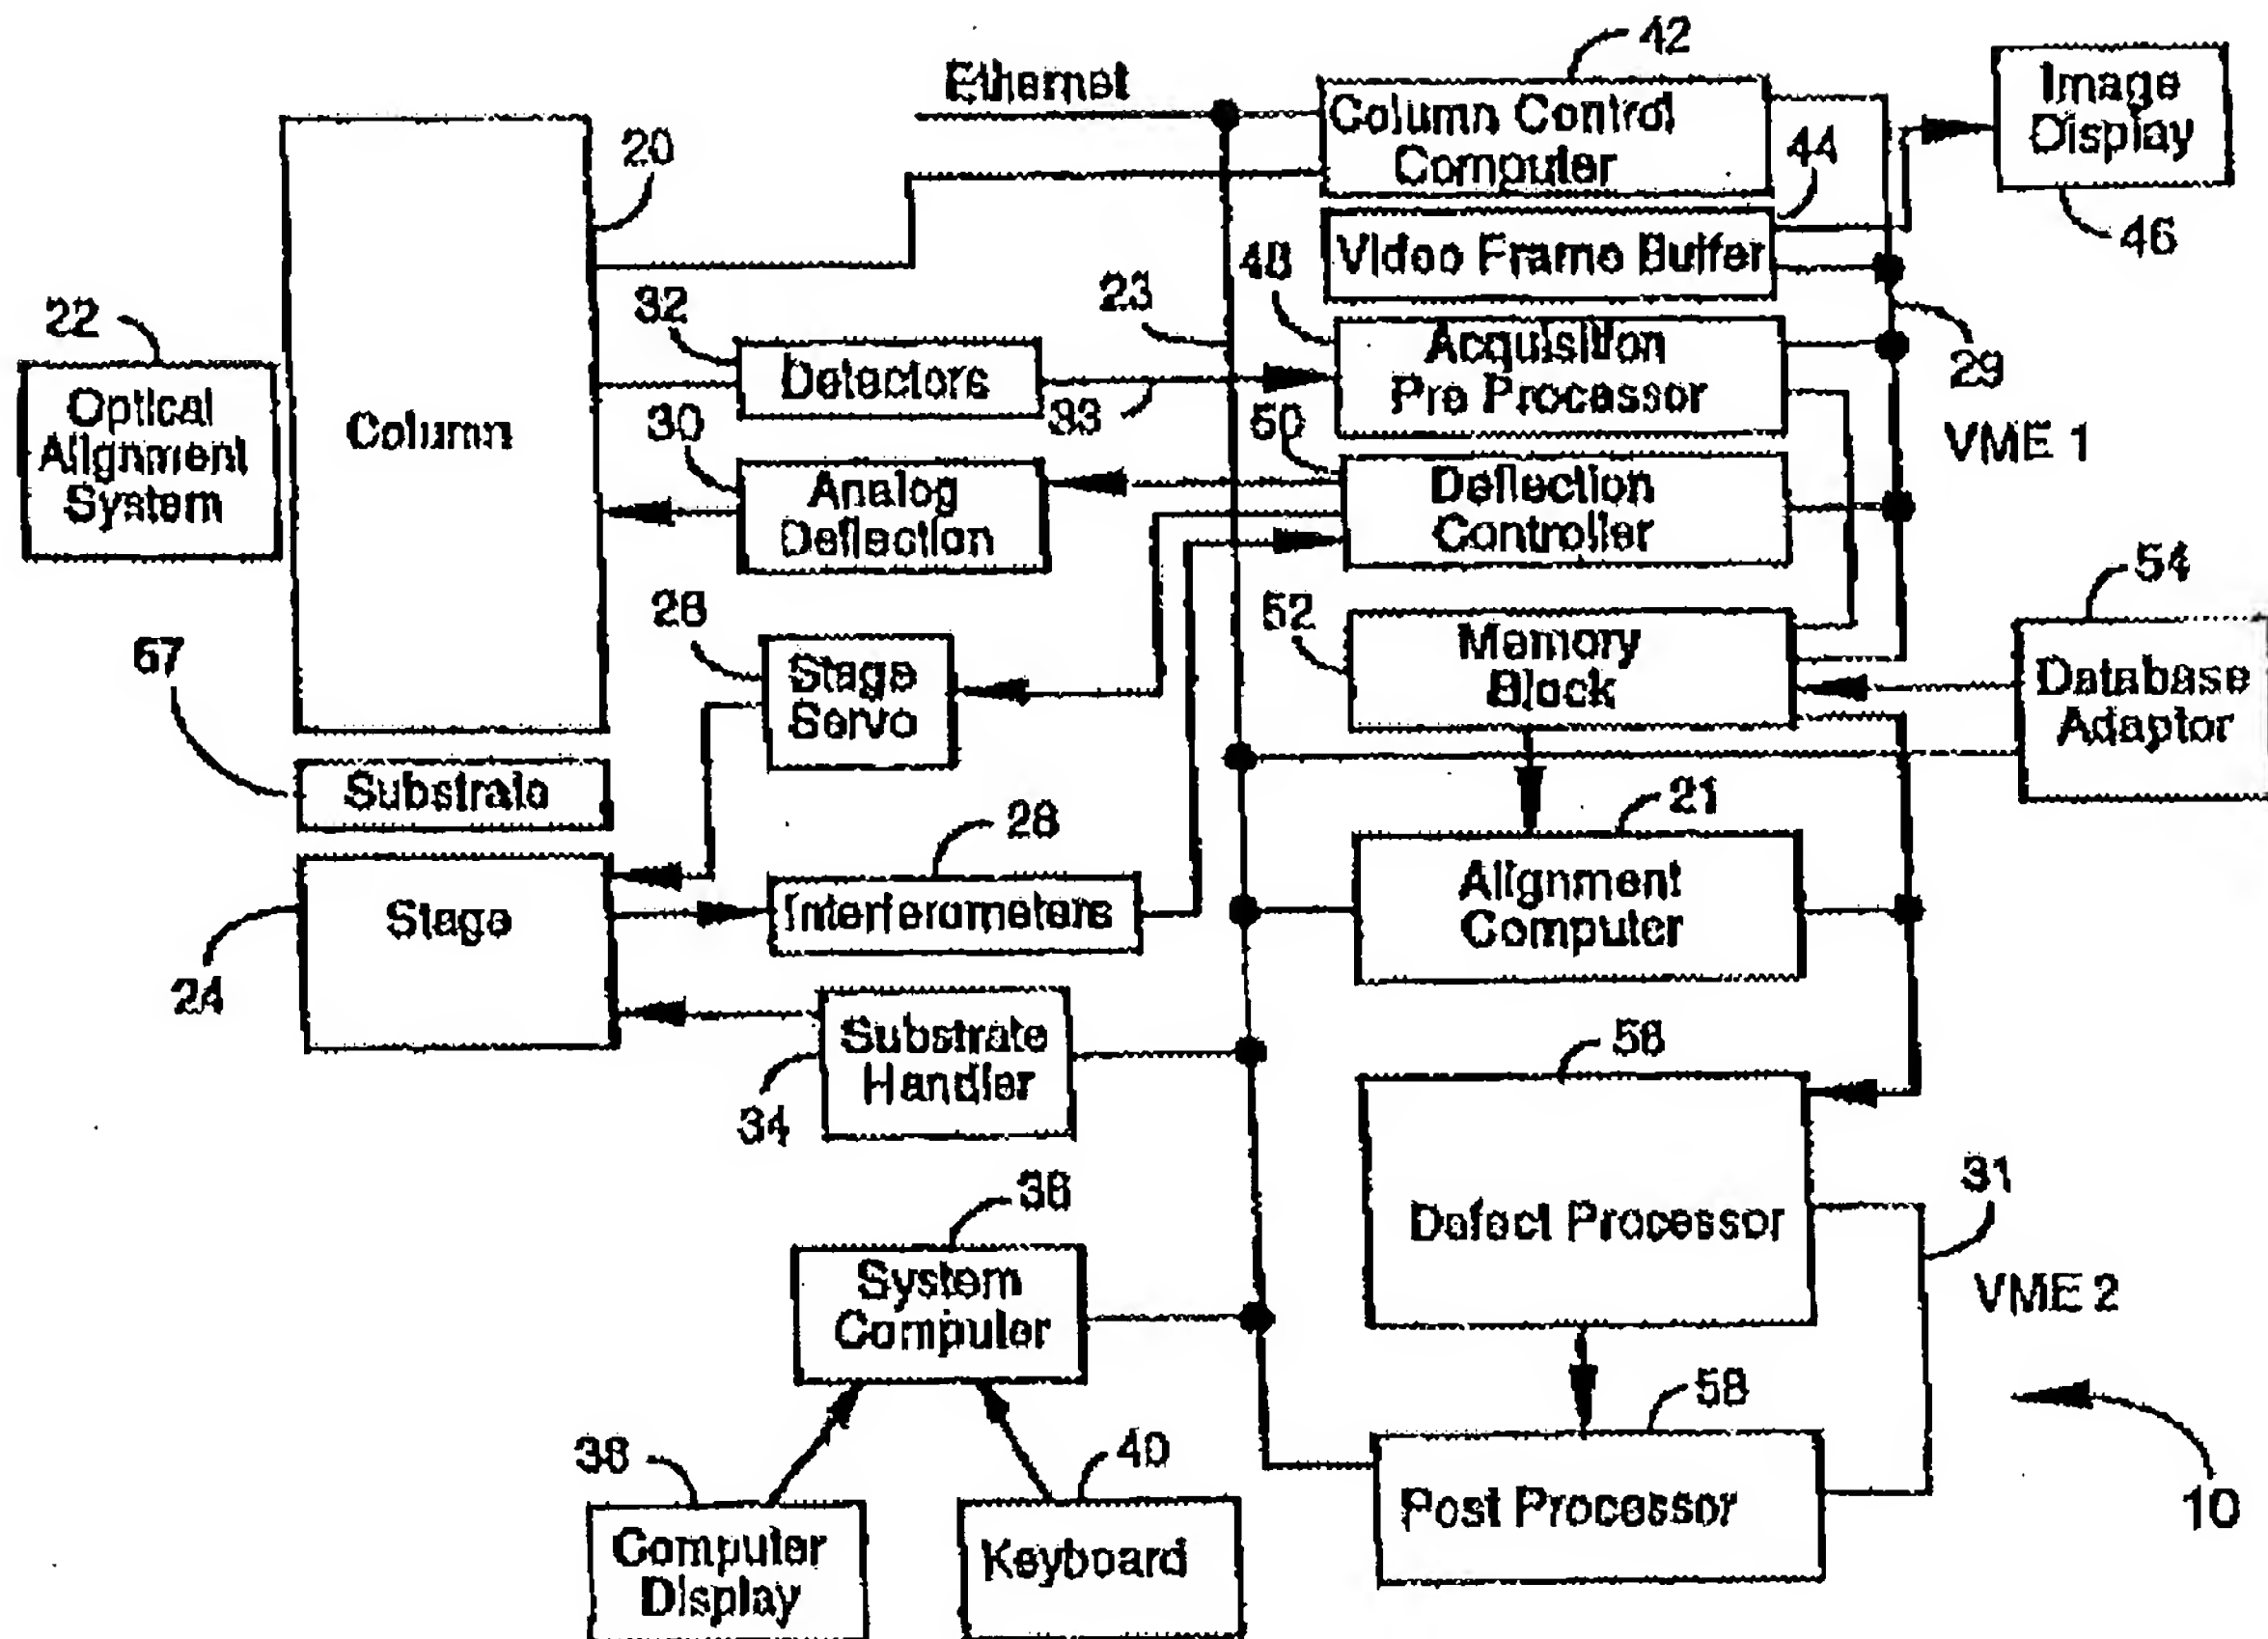 42
Ethernet
Column Control
Computer
Image
Display
20
44
46
Video Frame Buffer
48
23
32
22
Detectors
33
Acquisition
Pre Processor
29
VME 1
Optical
Alignment
System
Column
30
50
Analog
Deflection
Deflection
Controller
54
52
Stage
Servo
Memory
Block
Database
Adaptor
57
Substrate
21
28
Interferometers
Alignment
Computer
Stage
24
Substrate
Handler
34
56
Defect Processor
31
VME 2
36
System
Computer
58
Post Processor
10
38
40
Computer
Display
Keyboard